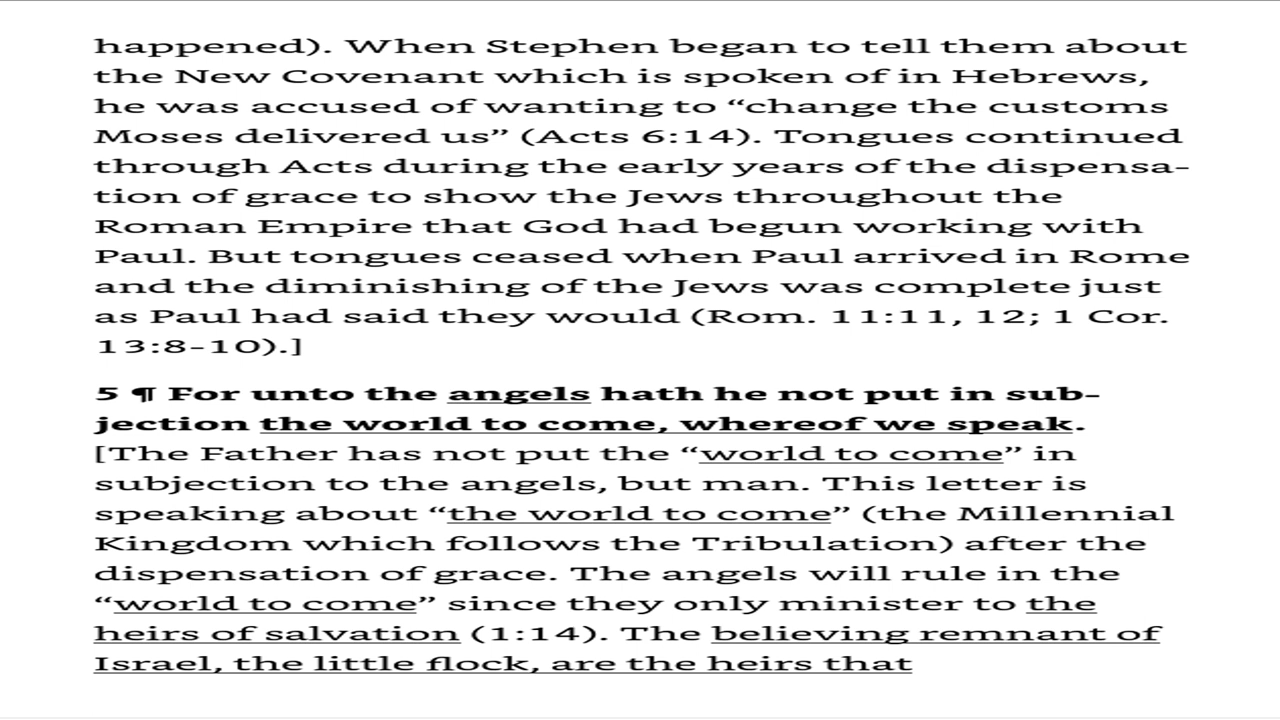 happened). When Stephen began to tell them about
the New Covenant which is spoken of in Hebrews,
he was accused of wanting to “change the customs
Moses delivered us” (Acts 6:14). Tongues continued
through Acts during the early years of the dispensa-
tion of grace to show the Jews throughout the
Roman Empire that God had begun working with
Paul. But tongues ceased when Paul arrived in Rome
and the diminishing of the Jews was complete just
as Paul had said they would (Rom. 11:11, 12; 1 Cor.
13:8-10).]
5 ¶ For unto the angels hath he not put in sub-
jection the world to come, whereof we speak.
[The Father has not put the “world to come” in
subjection to the angels, but man. This letter is
speaking about “the world to come” (the Millennial
Kingdom which follows the Tribulation) after the
dispensation of grace. The angels will rule in the
“world to come” since they only minister to the
heirs of salvation (1:14). The believing remnant of
Israel, the little flock, are the heirs that